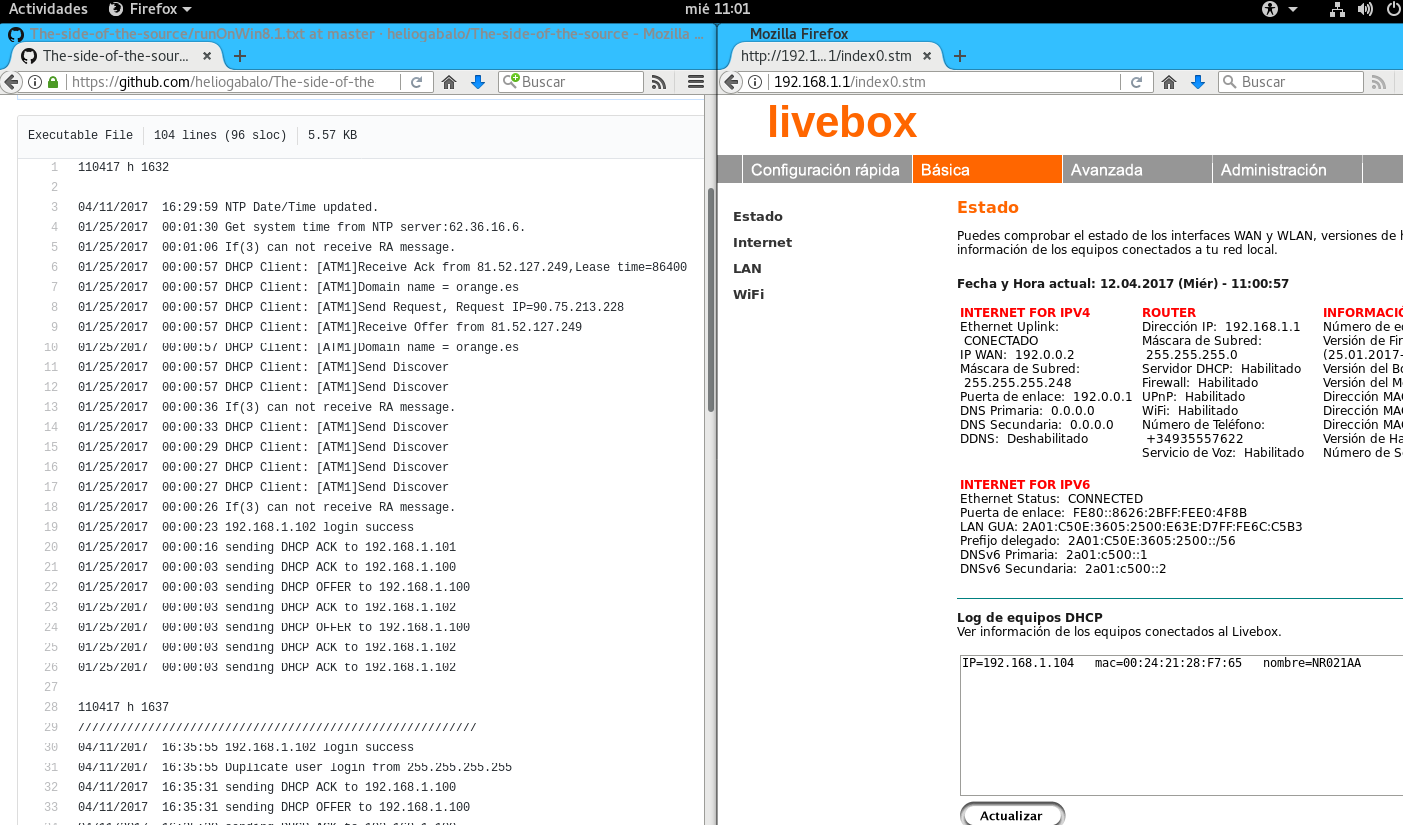 Actividades Firefox mié 11:01
The-side-of-the-source/runOnWin8.1.txt at master · heliogabalo/The-side-of-the-source - Mozilla ...
The-side-of-the-sour...
https://github.com/heliogabalo/The-side-of-the
Buscar
Executable File 104 lines (96 sloc) 5.57 KB
1 110417 h 1632
2
3 04/11/2017 16:29:59 NTP Date/Time updated.
4 01/25/2017 00:01:30 Get system time from NTP server:62.36.16.6.
5 01/25/2017 00:01:06 If(3) can not receive RA message.
6 01/25/2017 00:00:57 DHCP Client: [ATM1]Receive Ack from 81.52.127.249,Lease time=86400
7 01/25/2017 00:00:57 DHCP Client: [ATM1]Domain name = orange.es
8 01/25/2017 00:00:57 DHCP Client: [ATM1]Send Request, Request IP=90.75.213.228
9 01/25/2017 00:00:57 DHCP Client: [ATM1]Receive Offer from 81.52.127.249
10 01/25/2017 00:00:57 DHCP Client: [ATM1]Domain name = orange.es
11 01/25/2017 00:00:57 DHCP Client: [ATM1]Send Discover
12 01/25/2017 00:00:57 DHCP Client: [ATM1]Send Discover
13 01/25/2017 00:00:36 If(3) can not receive RA message.
14 01/25/2017 00:00:33 DHCP Client: [ATM1]Send Discover
15 01/25/2017 00:00:29 DHCP Client: [ATM1]Send Discover
16 01/25/2017 00:00:27 DHCP Client: [ATM1]Send Discover
17 01/25/2017 00:00:27 DHCP Client: [ATM1]Send Discover
18 01/25/2017 00:00:26 If(3) can not receive RA message.
19 01/25/2017 00:00:23 192.168.1.102 login success
20 01/25/2017 00:00:16 sending DHCP ACK to 192.168.1.101
21 01/25/2017 00:00:03 sending DHCP ACK to 192.168.1.100
22 01/25/2017 00:00:03 sending DHCP OFFER to 192.168.1.100
23 01/25/2017 00:00:03 sending DHCP ACK to 192.168.1.102
24 01/25/2017 00:00:03 sending DHCP OFFER to 192.168.1.100
25 01/25/2017 00:00:03 sending DHCP ACK to 192.168.1.102
26 01/25/2017 00:00:03 sending DHCP ACK to 192.168.1.102
27
28 110417 h 1637
29 /////////////////////////////////////////////////////////
30 04/11/2017 16:35:55 192.168.1.102 login success
31 04/11/2017 16:35:55 Duplicate user login from 255.255.255.255
32 04/11/2017 16:35:31 sending DHCP ACK to 192.168.1.100
33 04/11/2017 16:35:31 sending DHCP OFFER to 192.168.1.100
Mozilla Firefox
http://192.1...1/index0.stm
192.168.1.1/index0.stm
Buscar
livebox
Configuración rápida Básica Avanzada Administración
Estado
Internet
LAN
WiFi
Estado
Puedes comprobar el estado de los interfaces WAN y WLAN, versiones de
información de los equipos conectados a tu red local.
Fecha y Hora actual: 12.04.2017 (Miér) - 11:00:57
INTERNET FOR IPV4
Ethernet Uplink:
CONECTADO
IP WAN: 192.0.0.2
Máscara de Subred:
255.255.255.248
Puerta de enlace: 192.0.0.1
DNS Primaria: 0.0.0.0
DNS Secundaria: 0.0.0.0
DDNS: Deshabilitado
ROUTER
Dirección IP: 192.168.1.1
Máscara de Subred:
255.255.255.0
Servidor DHCP: Habilitado
Firewall: Habilitado
UPnP: Habilitado
WiFi: Habilitado
Número de Teléfono:
+34935557622
Servicio de Voz: Habilitado
INFORMACIÓ
Número de
Versión de Fir
(25.01.2017-
Versión del Bo
Versión del M
Dirección MA
Dirección MAC
Dirección MA
Versión de Ha
Número de S
INTERNET FOR IPV6
Ethernet Status: CONNECTED
Puerta de enlace: FE80::8626:2BFF:FEE0:4F8B
LAN GUA: 2A01:C50E:3605:2500:E63E:D7FF:FE6C:C5B3
Prefijo delegado: 2A01:C50E:3605:2500::/56
DNSv6 Primaria: 2a01:c500::1
DNSv6 Secundaria: 2a01:c500::2
Log de equipos DHCP
Ver información de los equipos conectados al Livebox.
IP=192.168.1.104 mac=00:24:21:28:F7:65 nombre=NR021AA
Actualizar